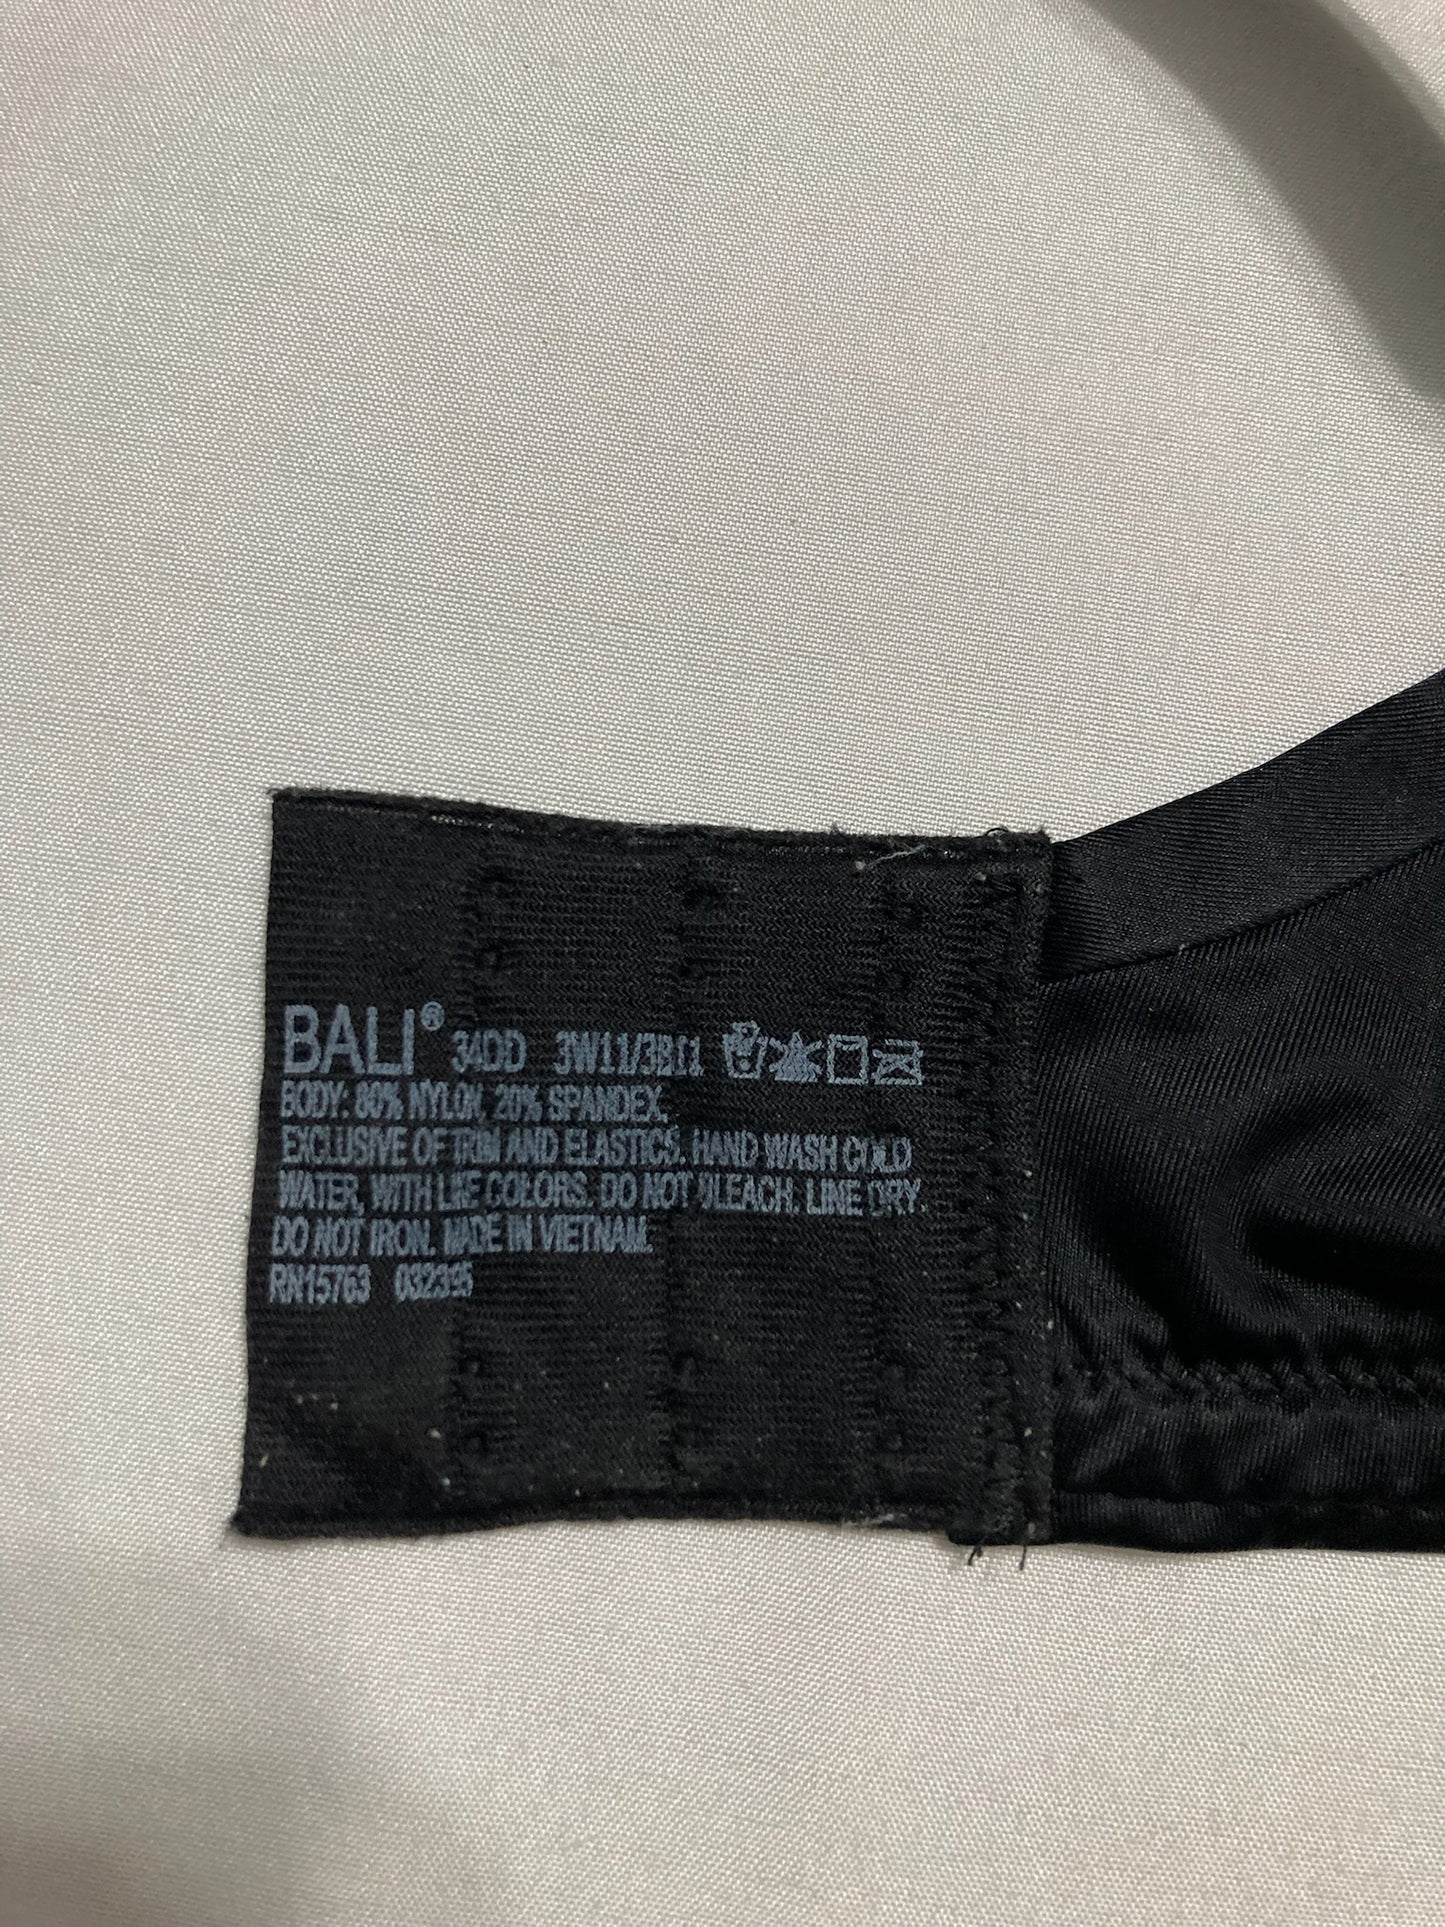 BALI® 34DD 3W11/3B11
BODY: 80% NYLON, 20% SPANDEX,
EXCLUSIVE OF TRIM AND ELASTICS. HAND WASH COLD
WATER, WITH LIKE COLORS. DO NOT BLEACH. LINE DRY.
DO NOT IRON. MADE IN VIETNAM.
RN15763 032395